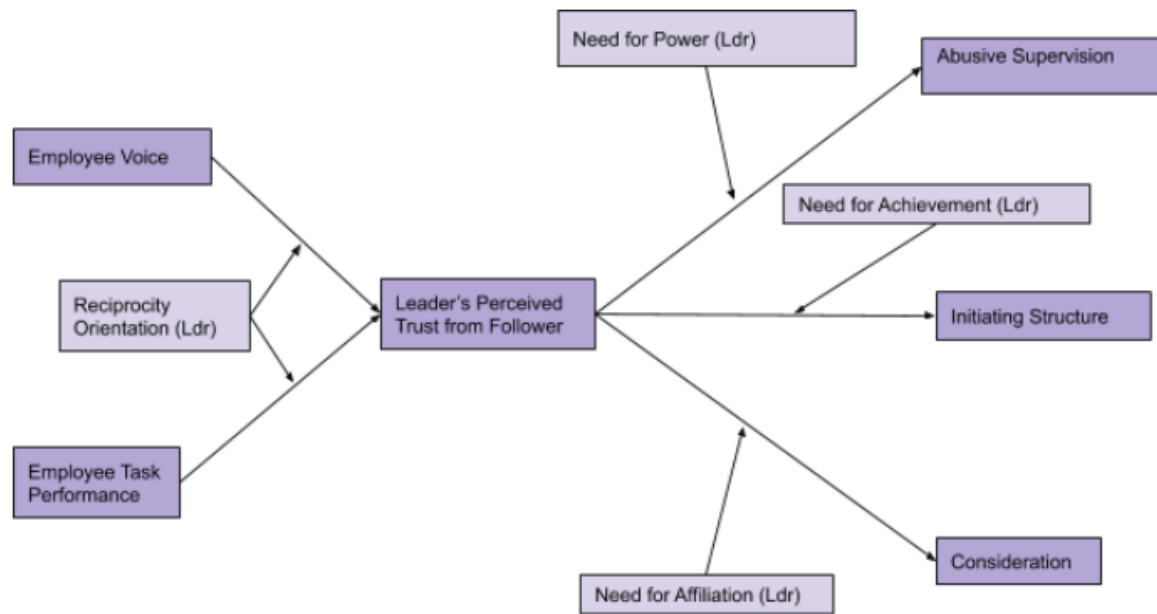 Need for Power (Ldr)
Abusive Supervision
Employee Voice
Need for Achievement (Ldr)
Reciprocity
Orientation (Ldr)
Leader's Perceived
Trust from Follower
Initiating Structure
Employee Task
Performance
Consideration
Need for Affiliation (Ldr)